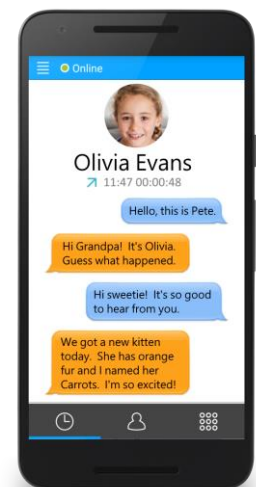 Online
Olivia Evans
11:47 00:00:48
Hello, this is Pete.
Hi Grandpa!  It's Olivia.
Guess what happened.
Hi sweetie!  It's so good
to hear from you.
We got a new kitten
today.  She has orange
fur and I named her
Carrots.  I'm so excited!